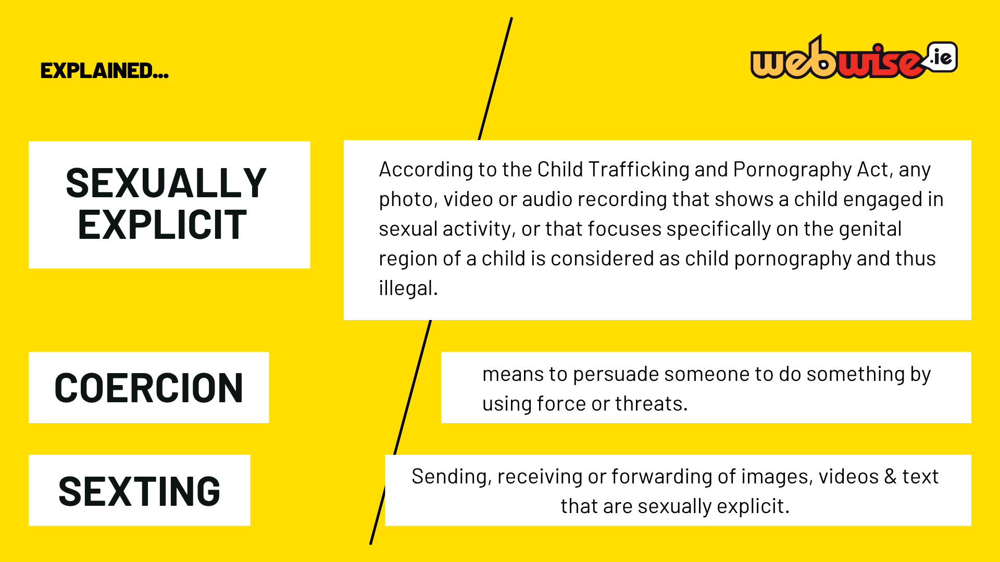 EXPLAINED...
webwise.ie
SEXUALLY
EXPLICIT
According to the Child Trafficking and Pornography Act, any
photo, video or audio recording that shows a child engaged in
sexual activity, or that focuses specifically on the genital
region of a child is considered as child pornography and thus
illegal.
COERCION
means to persuade someone to do something by
using force or threats.
SEXTING
Sending, receiving or forwarding of images, videos & text
that are sexually explicit.